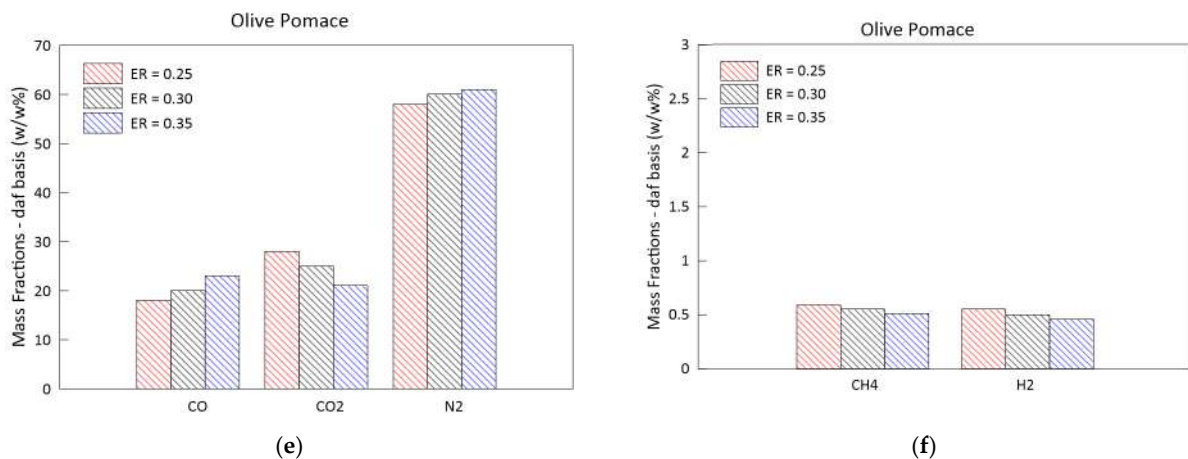 Olive Pomace
Mass Fractions - daf basis (w/w%)
70
60
50
40
30
20
10
0
ER = 0.25
ER = 0.30
ER = 0.35
CO CO2 N2
(e)
Olive Pomace
Mass Fractions - daf basis (w/w%)
3
2.5
2
1.5
1
0.5
0
ER = 0.25
ER = 0.30
ER = 0.35
CH4 H2
(f)